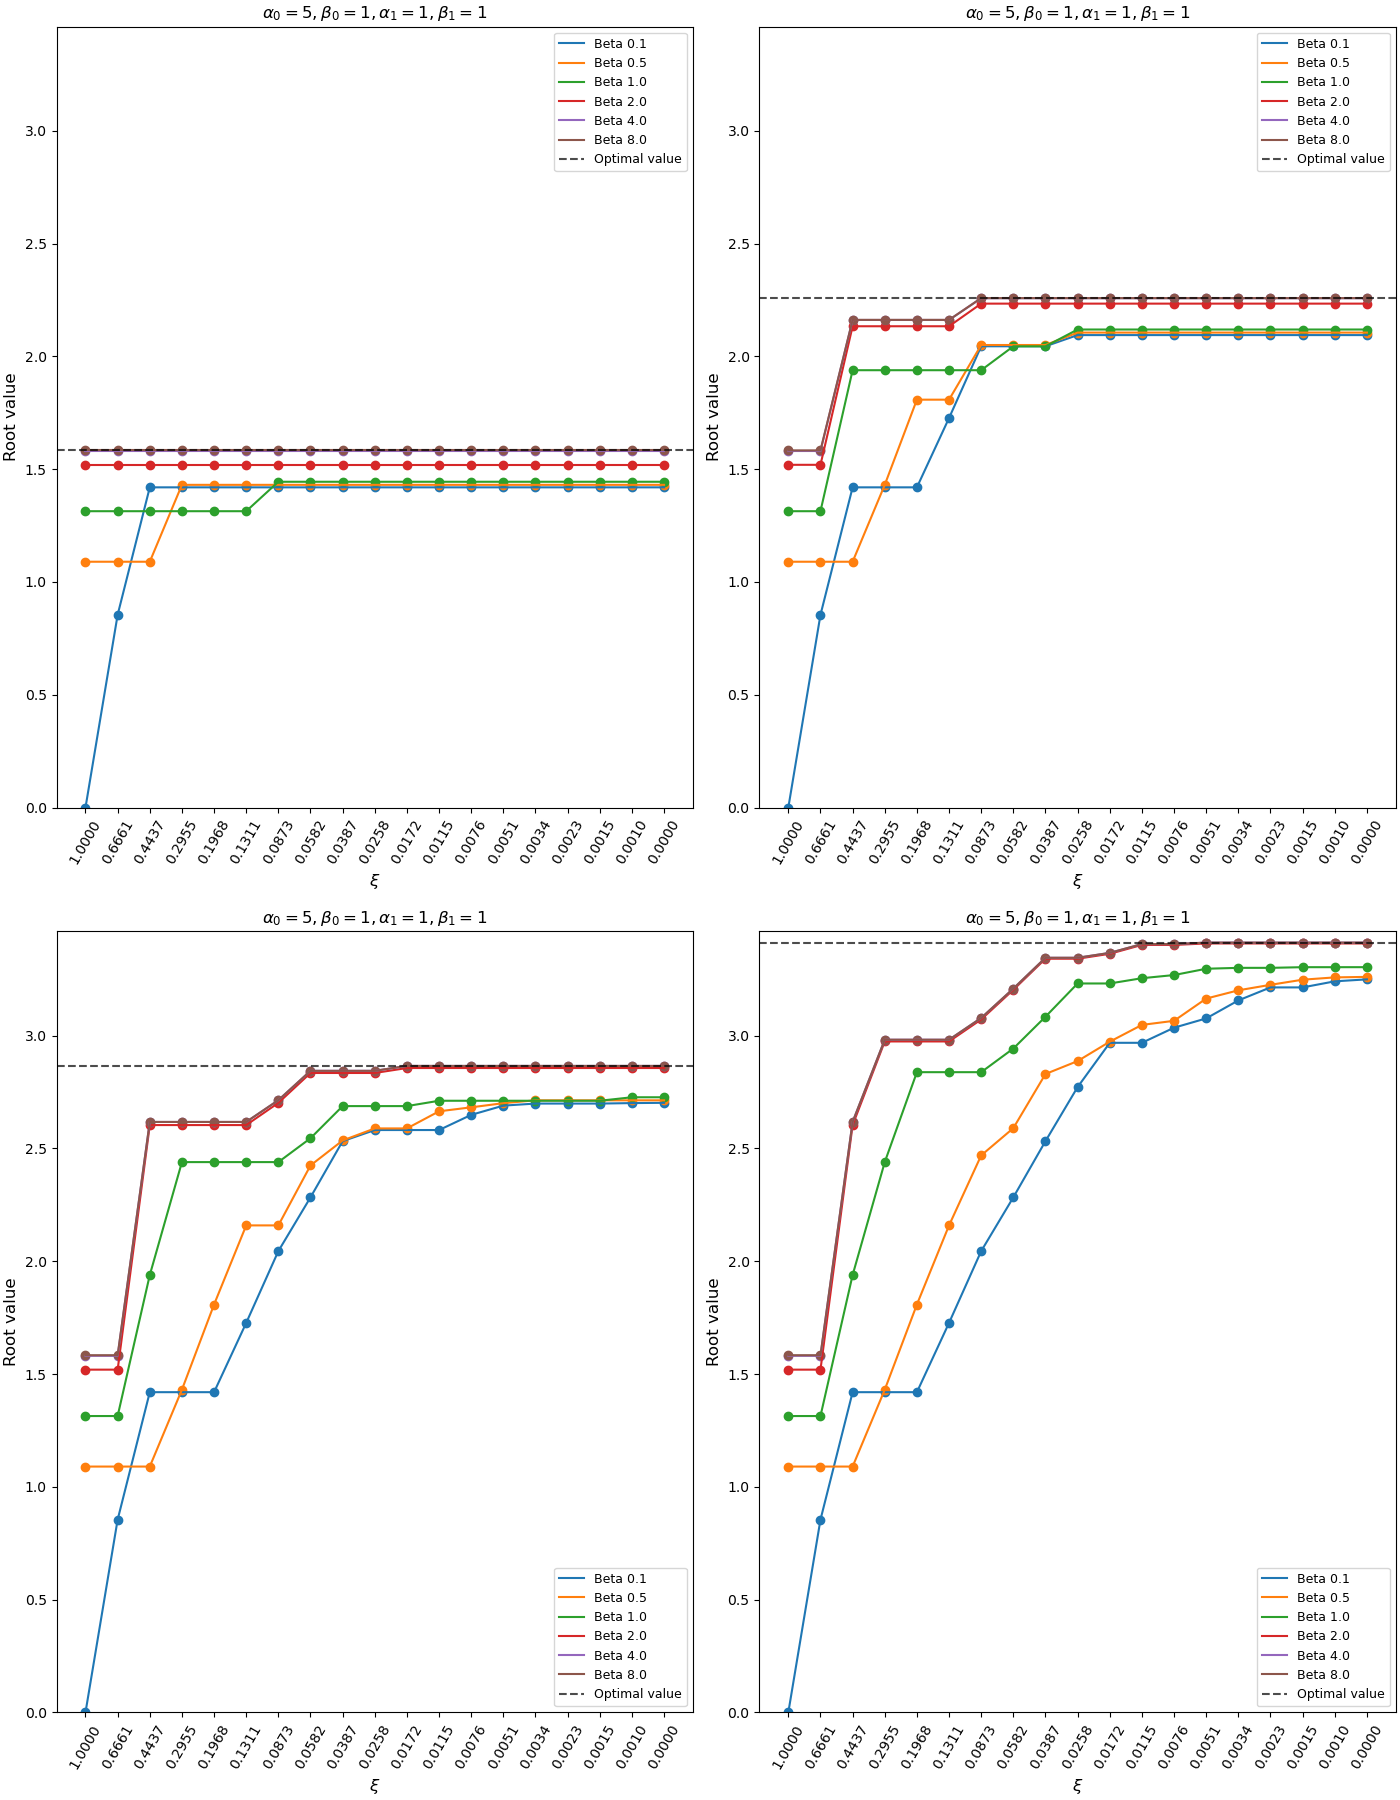 α₀ = 5, β₀ = 1, α₁ = 1, β₁ = 1
Beta 0.1
Beta 0.5
Beta 1.0
Beta 2.0
Beta 4.0
Beta 8.0
Optimal value
3.0
2.5
2.0
1.5
1.0
0.5
0.0
Root value
1.0000 0.6661 0.4437 0.2955 0.1968 0.1311 0.0873 0.0582 0.0387 0.0258 0.0172 0.0115 0.0076 0.0051 0.0034 0.0023 0.0015 0.0010 0.0000
ξ
α₀ = 5, β₀ = 1, α₁ = 1, β₁ = 1
Beta 0.1
Beta 0.5
Beta 1.0
Beta 2.0
Beta 4.0
Beta 8.0
Optimal value
3.0
2.5
2.0
1.5
1.0
0.5
0.0
Root value
1.0000 0.6661 0.4437 0.2955 0.1968 0.1311 0.0873 0.0582 0.0387 0.0258 0.0172 0.0115 0.0076 0.0051 0.0034 0.0023 0.0015 0.0010 0.0000
ξ
α₀ = 5, β₀ = 1, α₁ = 1, β₁ = 1
3.0
2.5
2.0
1.5
1.0
0.5
0.0
Root value
Beta 0.1
Beta 0.5
Beta 1.0
Beta 2.0
Beta 4.0
Beta 8.0
Optimal value
1.0000 0.6661 0.4437 0.2955 0.1968 0.1311 0.0873 0.0582 0.0387 0.0258 0.0172 0.0115 0.0076 0.0051 0.0034 0.0023 0.0015 0.0010 0.0000
ξ
α₀ = 5, β₀ = 1, α₁ = 1, β₁ = 1
3.0
2.5
2.0
1.5
1.0
0.5
0.0
Root value
Beta 0.1
Beta 0.5
Beta 1.0
Beta 2.0
Beta 4.0
Beta 8.0
Optimal value
1.0000 0.6661 0.4437 0.2955 0.1968 0.1311 0.0873 0.0582 0.0387 0.0258 0.0172 0.0115 0.0076 0.0051 0.0034 0.0023 0.0015 0.0010 0.0000
ξ